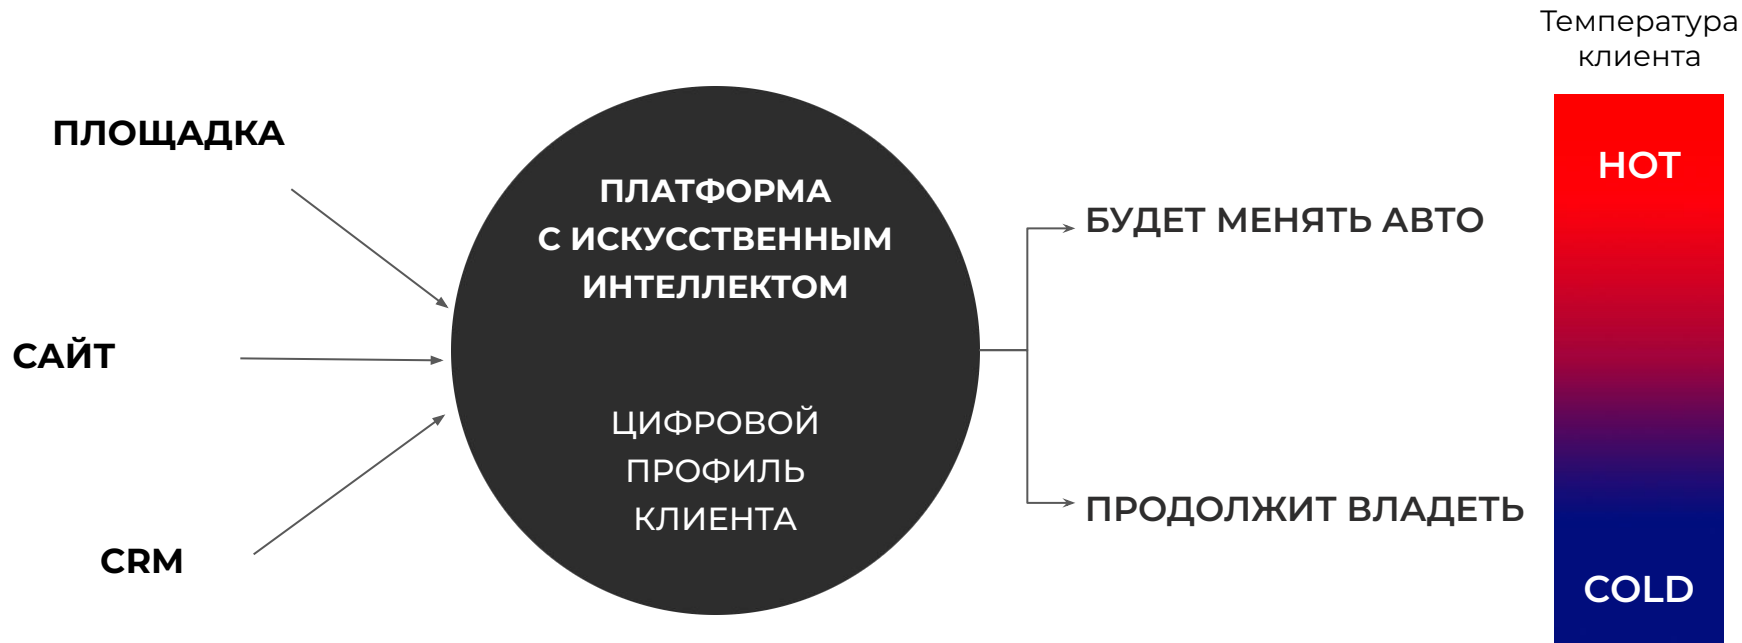 ПЛОЩАДКА
САЙТ
CRM
ПЛАТФОРМА
С ИСКУССТВЕННЫМ
ИНТЕЛЛЕКТОМ
ЦИФРОВОЙ
ПРОФИЛЬ
КЛИЕНТА
БУДЕТ МЕНЯТЬ АВТО
ПРОДОЛЖИТ ВЛАДЕТЬ
Температура
клиента
HOT
COLD